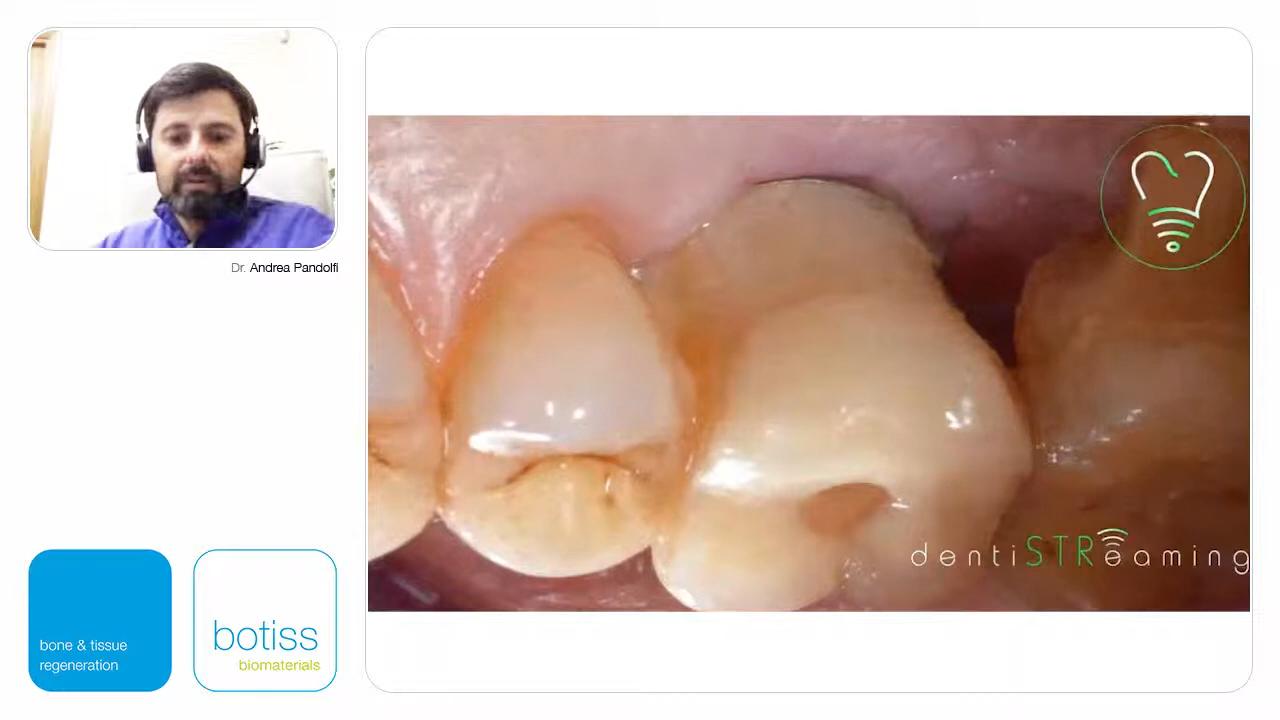 Dr. Andrea Pandolfi
bone & tissue
regeneration
botiss
biomaterials
dentiSTReaming